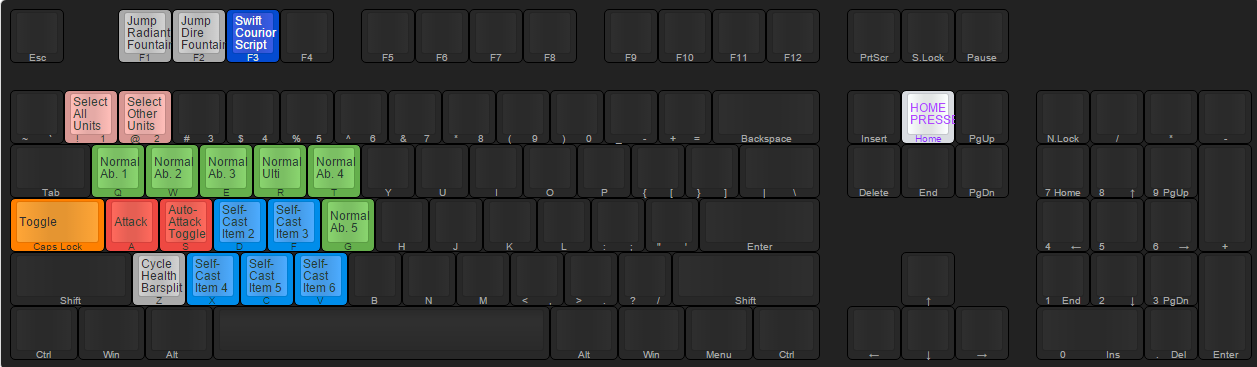 Jump Radiant Fountain
Jump Dire Fountain
Swift Courior Script
Esc F1 F2 F3 F4 F5 F6 F7 F8 F9 F10 F11 F12 PrtScr S.Lock Pause
Select All Units
Select Other Units
HOME PRESSE
~ ` ! 1 @ 2 # 3 $ 4 % 5 ^ 6 & 7 * 8 ( 9 ) 0 _ - + = Backspace Insert Home PgUp N.Lock / * -
Normal Ab. 1
Normal Ab. 2
Normal Ab. 3
Normal Ulti
Normal Ab. 4
Tab Q W E R T Y U I O P { [ } ] | \ Delete End PgDn 7 Home 8 ↑ 9 PgUp
Toggle
Attack
Auto-Attack Toggle
Self-Cast Item 2
Self-Cast Item 3
Normal Ab. 5
Caps Lock A S D F G H J K L : ; " ' Enter 4 ← 5 6 → +
Cycle Health Barsplit
Self-Cast Item 4
Self-Cast Item 5
Self-Cast Item 6
Shift Z X C V B N M < , > . ? / Shift ↑ 1 End 2 ↓ 3 PgDn
Ctrl Win Alt Alt Win Menu Ctrl ← ↓ → 0 Ins . Del Enter